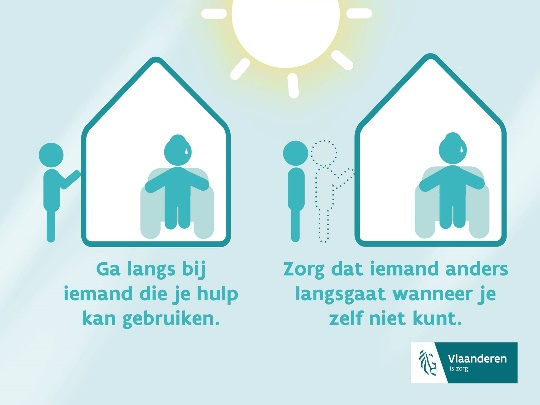 Ga langs bij
iemand die je hulp
kan gebruiken.
Zorg dat iemand anders
langsgaat wanneer je
zelf niet kunt.
Vlaanderen
is zorg